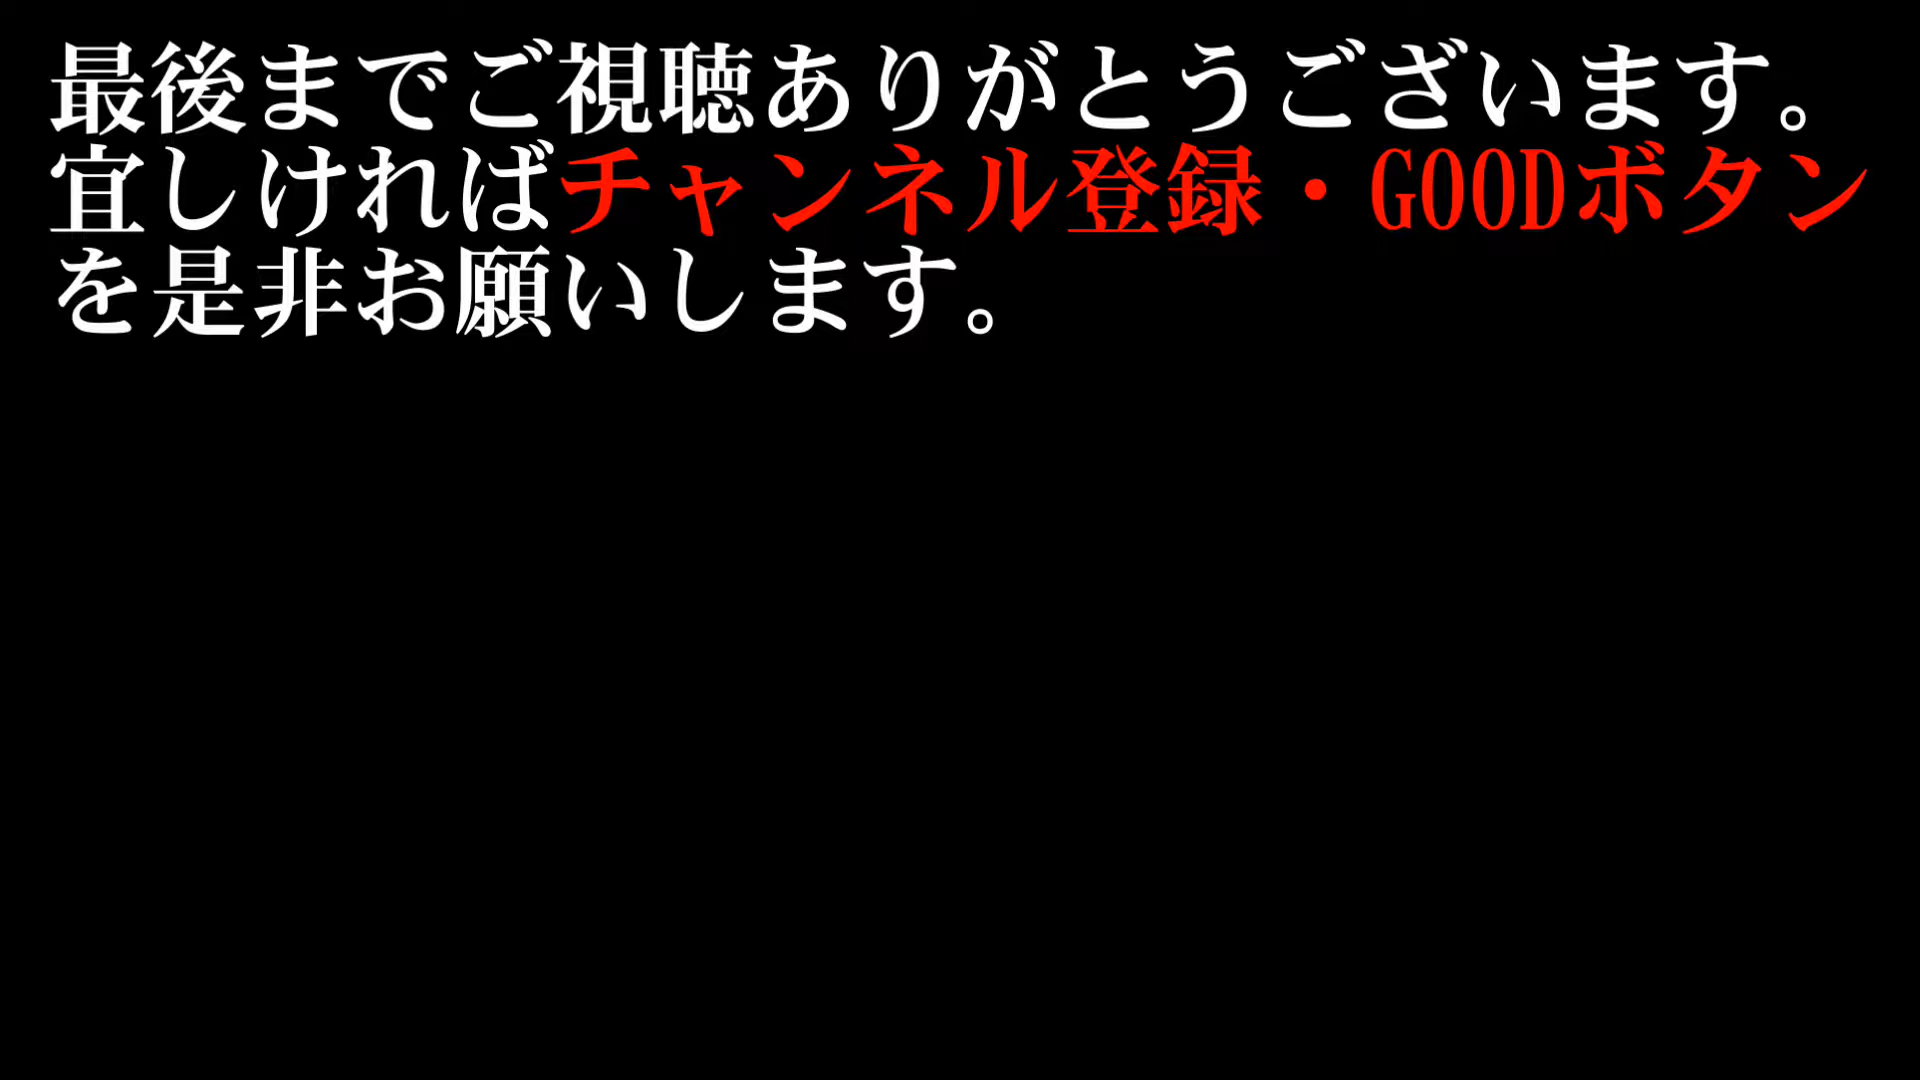 最後までご視聴ありがとうございます。
宜しければチャンネル登録・GOODボタン
を是非お願いします。